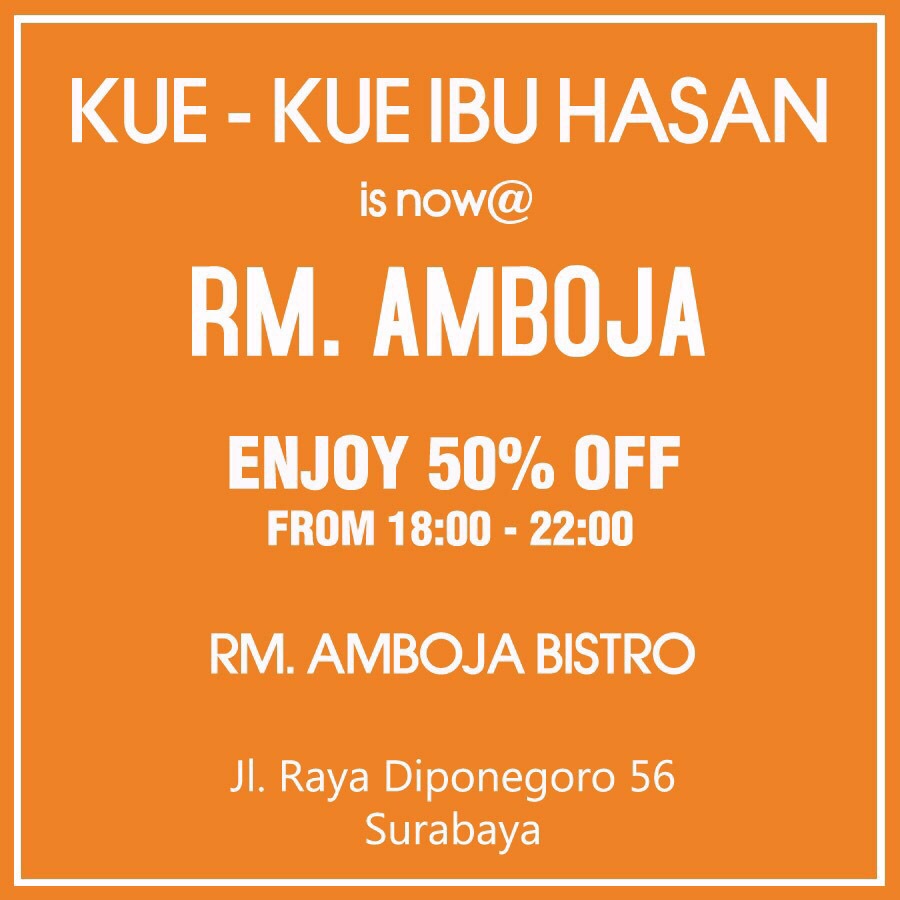 KUE - KUE IBU HASAN
is now@
RM. AMBOJA
ENJOY 50% OFF
FROM 18:00 - 22:00
RM. AMBOJA BISTRO
Jl. Raya Diponegoro 56
Surabaya